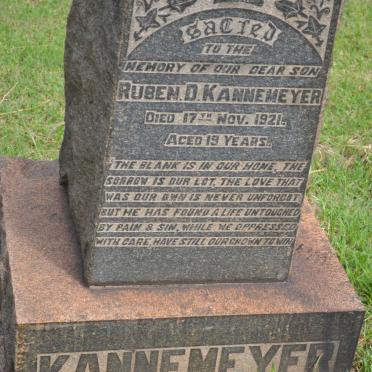 SACRED
TO THE
MEMORY OF OUR DEAR SON
RUBEN. D. KANNEMEYER
DIED 17TH NOV. 1921.
AGED 19 YEARS.
THE BLANK IS IN OUR HOME, THE
SORROW IS OUR LOT, THE LOVE THAT
WAS OUR OWN IS NEVER UNFORGOT
BUT HE HAS FOUND A LIFE UNTOUCHED
BY PAIN & SIN, WHILE WE OPPRESSED
WITH CARE, HAVE STILL OUR CROWN TO WIN.
KANNEMEYER